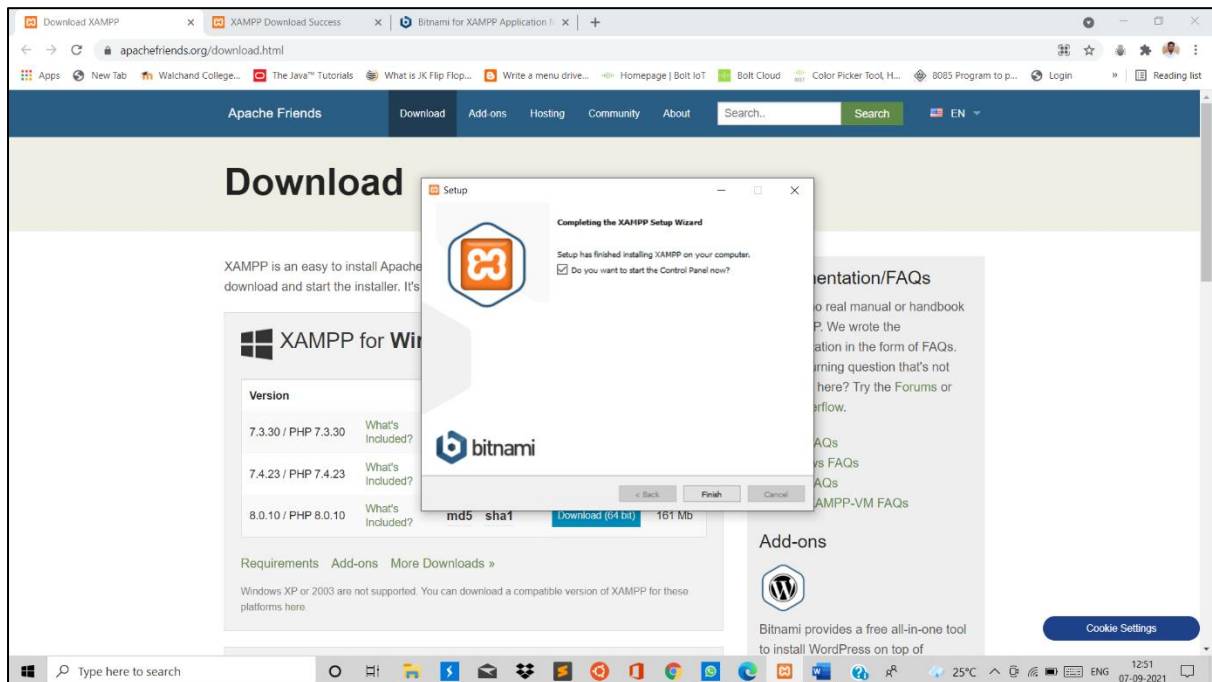 Download XAMPP
XAMPP Download Success
Bitnami for XAMPP Application
apachefriends.org/download.html
Apps New Tab Walchand College... The Java™ Tutorials What is JK Flip Flop... Write a menu drive... Homepage | Bolt IoT Bolt Cloud Color Picker Tool, H... 8085 Program to p... Login » Reading list
Apache Friends Download Add-ons Hosting Community About Search.. Search EN
Download
Setup
Completing the XAMPP Setup Wizard
Setup has finished installing XAMPP on your computer.
Do you want to start the Control Panel now?
bitnami
< Back Finish Cancel
XAMPP is an easy to install Apache
download and start the installer. It's
XAMPP for Wir
Version
7.3.30 / PHP 7.3.30 What's Included?
7.4.23 / PHP 7.4.23 What's Included?
8.0.10 / PHP 8.0.10 What's Included? md5 sha1 Download (64 bit) 161 Mb
Requirements Add-ons More Downloads »
Windows XP or 2003 are not supported. You can download a compatible version of XAMPP for these
platforms here.
entation/FAQs
o real manual or handbook
P. We wrote the
ation in the form of FAQs.
urning question that's not
here? Try the Forums or
erflow.
AQs
vs FAQs
AQs
AMPP-VM FAQs
Add-ons
Bitnami provides a free all-in-one tool
to install WordPress on top of
Cookie Settings
Type here to search
25°C ENG 12:51
07-09-2021